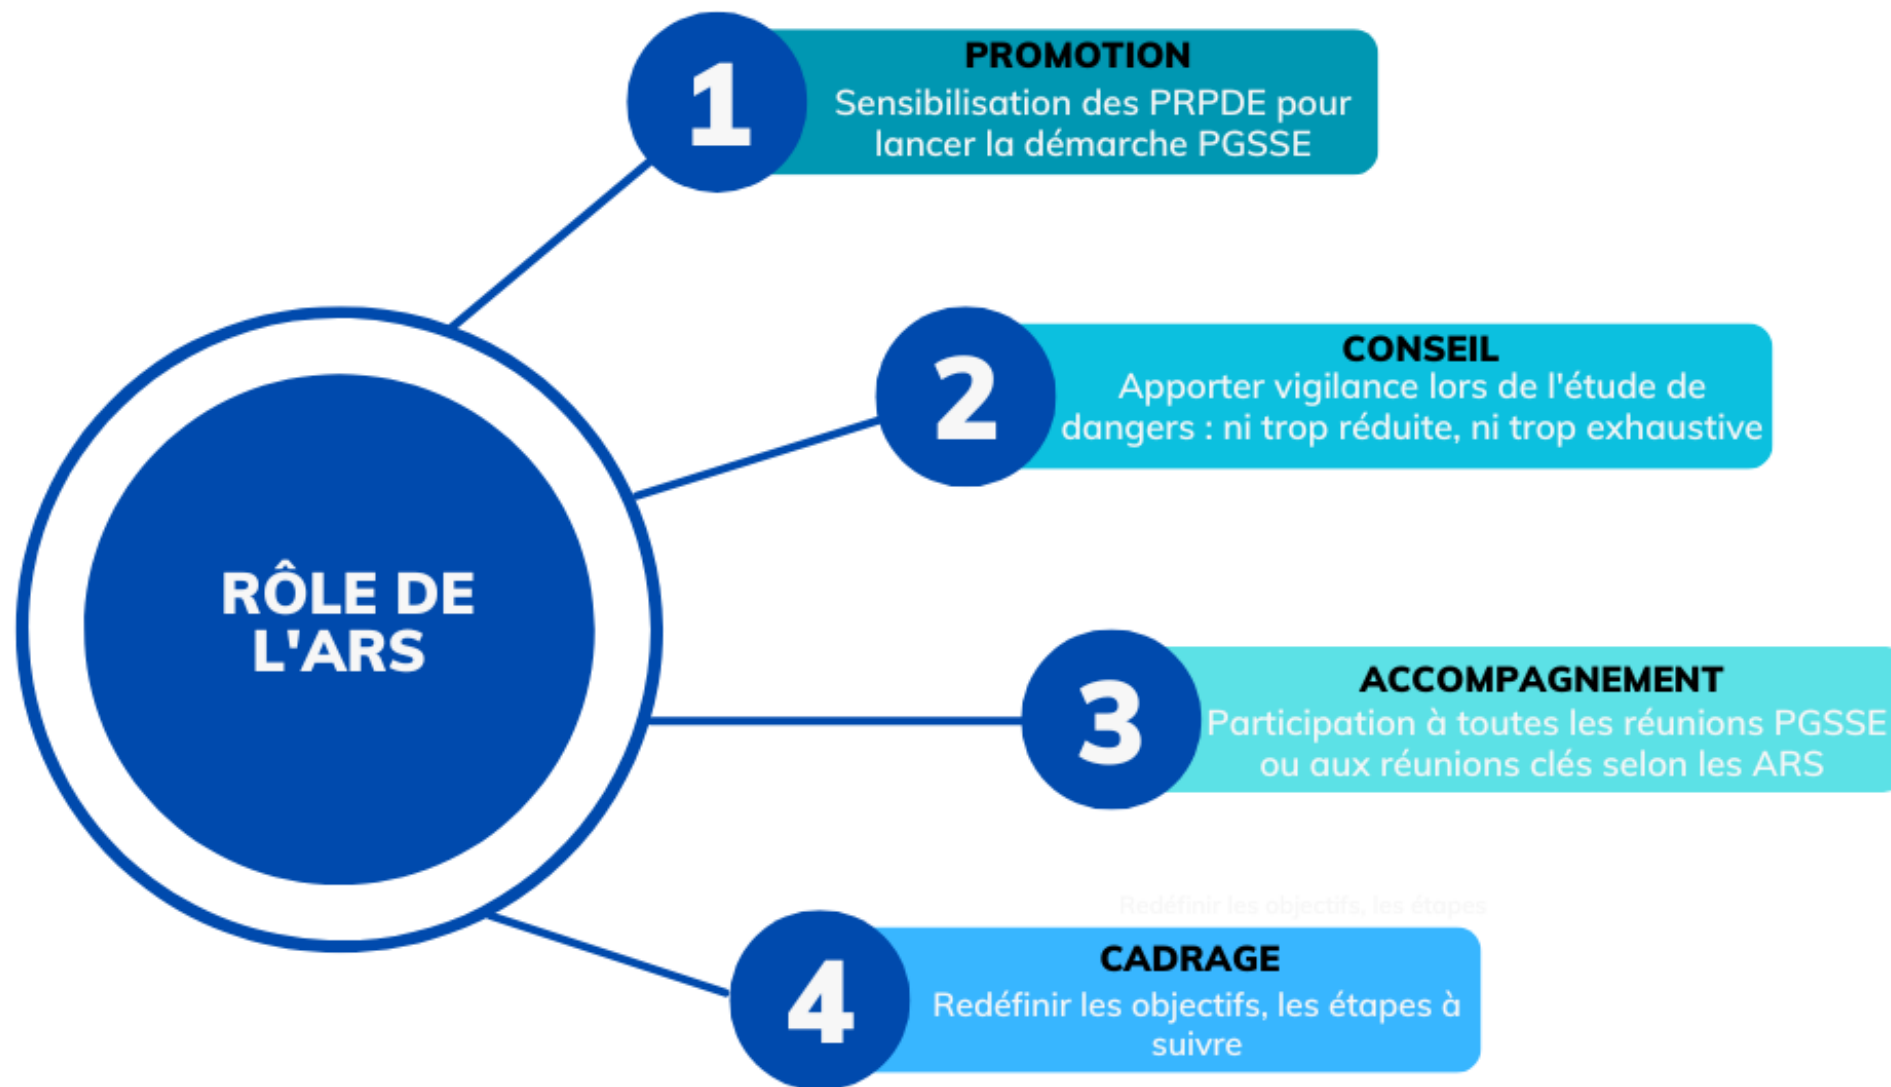 1
PROMOTION
Sensibilisation des PRPDE pour
lancer la démarche PGSSE
2
CONSEIL
Apporter vigilance lors de l'étude de
dangers : ni trop réduite, ni trop exhaustive
RÔLE DE
L'ARS
3
ACCOMPAGNEMENT
Participation à toutes les réunions PGSSE
ou aux réunions clés selon les ARS
Redéfinir les objectifs, les étapes
4
CADRAGE
Redéfinir les objectifs, les étapes à
suivre